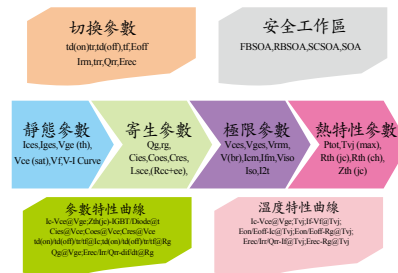 切換參數
td(on)tr,td(off),tf,Eoff
Irm,trr,Qrr,Erec
安全工作區
FBSOA,RBSOA,SCSOA,SOA
靜態參數
Ices,Iges,Vge (th),
Vce (sat),Vf,V-I Curve
寄生參數
Qg,rg,
Cies,Coes,Cres,
Lsce,(Rcc+ee),
極限參數
Vces,Vges,Vrrm,
V(br),Icm,Ifm,Viso
Iso,I2t
熱特性參數
Ptot,Tvj (max),
Rth (jc),Rth (ch),
Zth (jc)
參數特性曲線
Ic-Vce@Vge;Zth(jc)-IGBT/Diode@t
Cies@Vce;Coes@Vce;Cres@Vce
td(on)/td(off)/tr/tf@Ic;td(on)/td(off)/tr/tf@Rg
Qg@Vge;Erec/Irr/Qrr-dif/dt@Rg
溫度特性曲線
Ic-Vce@Vge;Tvj;If-Vf@Tvj;
Eon/Eoff-Ic@Tvj;Eon/Eoff-Rg@Tvj;
Erec/Irr/Qrr-If@Tvj;Erec-Rg@Tvj